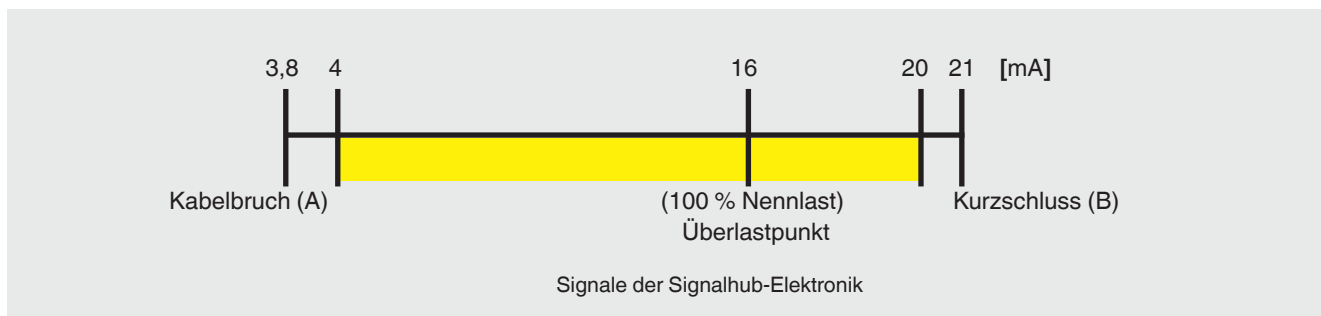 3,8 4 16 20 21 [mA]
Kabelbruch (A) (100 % Nennlast) Kurzschluss (B)
Überlastpunkt
Signale der Signalhub-Elektronik